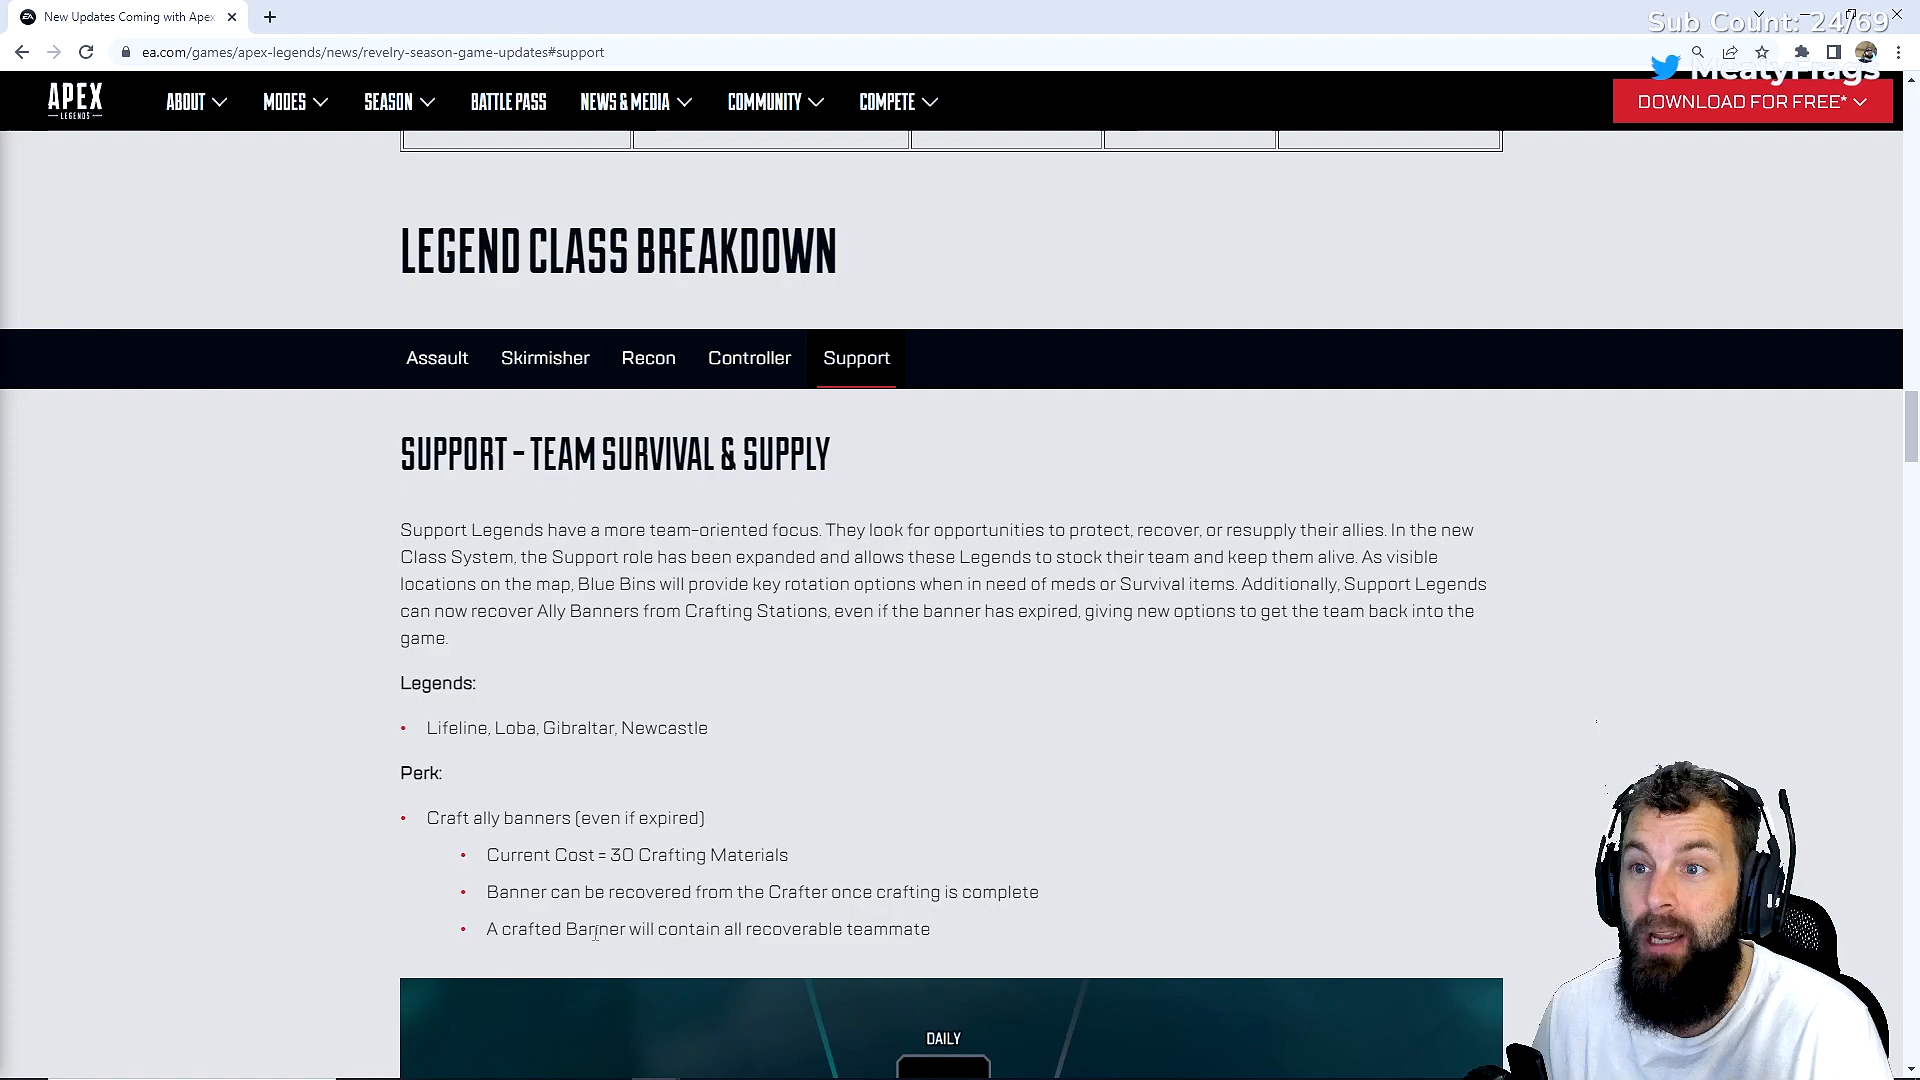 New Updates Coming with Apex
Sub Count: 24/69
ea.com/games/apex-legends/news/revelry-season-game-updates#support
MeatyFrags
APEX
LEGENDS
ABOUT
MODES
SEASON
BATTLE PASS
NEWS & MEDIA
COMMUNITY
COMPETE
DOWNLOAD FOR FREE*
LEGEND CLASS BREAKDOWN
Assault
Skirmisher
Recon
Controller
Support
SUPPORT - TEAM SURVIVAL & SUPPLY
Support Legends have a more team-oriented focus. They look for opportunities to protect, recover, or resupply their allies. In the new
Class System, the Support role has been expanded and allows these Legends to stock their team and keep them alive. As visible
locations on the map, Blue Bins will provide key rotation options when in need of meds or Survival items. Additionally, Support Legends
can now recover Ally Banners from Crafting Stations, even if the banner has expired, giving new options to get the team back into the
game.
Legends:
• Lifeline, Loba, Gibraltar, Newcastle
Perk:
• Craft ally banners (even if expired)
• Current Cost = 30 Crafting Materials
• Banner can be recovered from the Crafter once crafting is complete
• A crafted Banner will contain all recoverable teammate
DAILY